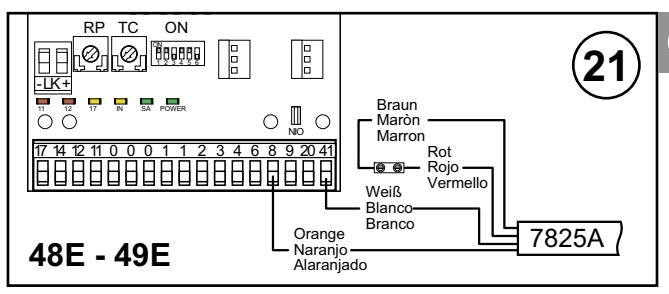 RP TC ON
ON
1 2 3 4 5 6
-LK+
11 12 17 IN SA POWER
NIO
17 14 12 11 0 0 0 1 1 2 3 4 6 8 9 20 41
21
Braun
Maròn
Marron
Rot
Rojo
Vermello
Weiß
Blanco
Branco
Orange
Naranjo
Alaranjado
7825A
48E - 49E